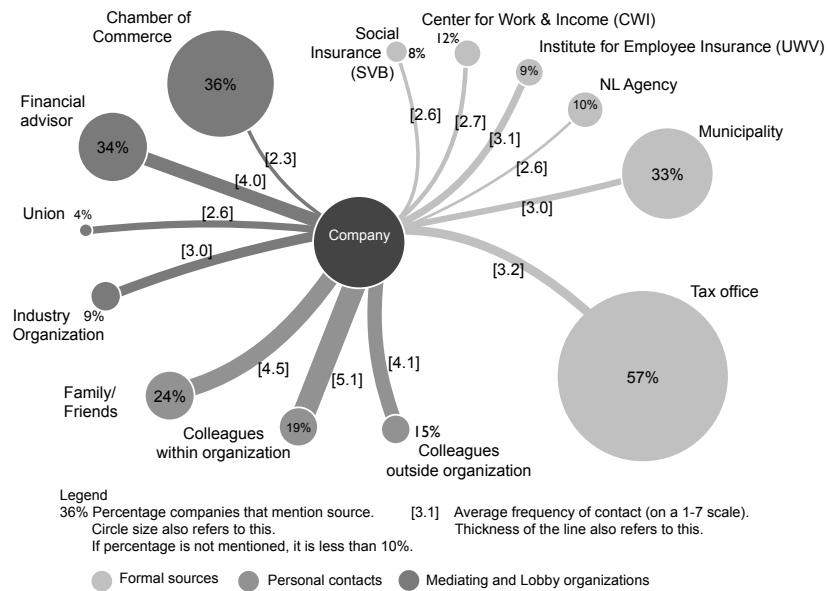 Chamber of
Commerce
36%
Financial
advisor
34%
[2.3]
[4.0]
Union 4%
[2.6]
[3.0]
Industry 9%
Organization
Social
Insurance 8%
(SVB)
Center for Work & Income (CWI)
12%
Institute for Employee Insurance (UWV)
9%
NL Agency
10%
Municipality
33%
[2.6]
[2.7]
[3.1]
[2.6]
[3.0]
Company
[3.2]
Tax office
57%
Family/
Friends
24%
[4.5]
[5.1]
[4.1]
Colleagues
within organization
19%
15%
Colleagues
outside organization
Legend
36% Percentage companies that mention source.
Circle size also refers to this.
If percentage is not mentioned, it is less than 10%.
[3.1] Average frequency of contact (on a 1-7 scale).
Thickness of the line also refers to this.
Formal sources
Personal contacts
Mediating and Lobby organizations